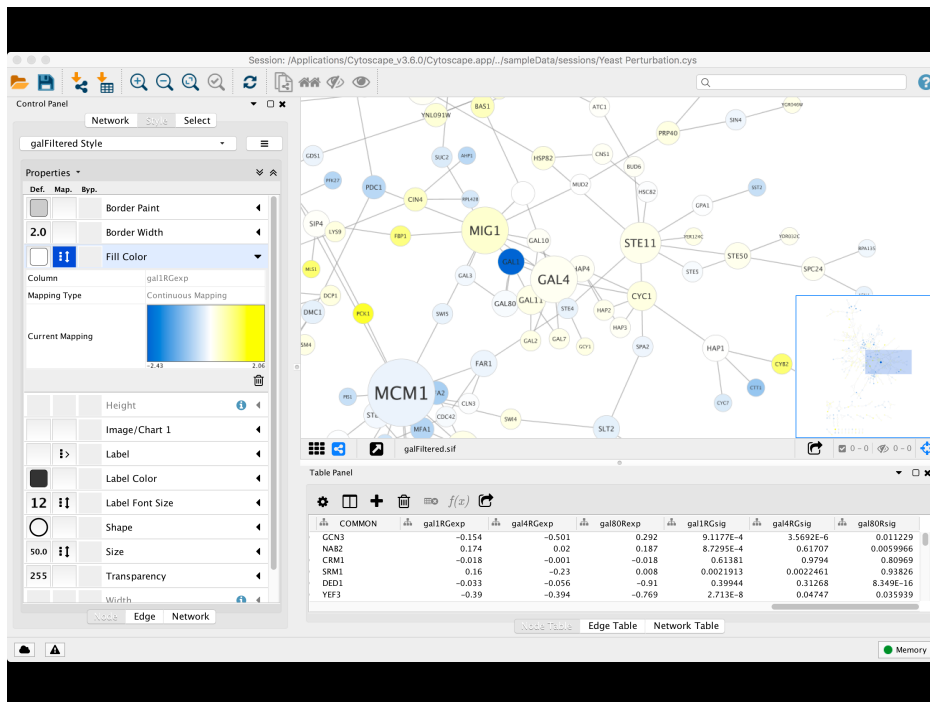 Session: /Applications/Cytoscape_v3.6.0/Cytoscape.app/../sampleData/sessions/Yeast Perturbation.cys
Control Panel
Network Style Select
galFiltered Style
Properties
Def. Map. Byp.
Border Paint
2.0 Border Width
Fill Color
Column gal1RGexp
Mapping Type Continuous Mapping
Current Mapping
-2.43 2.06
Height
Image/Chart 1
Label
Label Color
12 Label Font Size
Shape
50.0 Size
255 Transparency
Width
Node Edge Network
BAS1
YNL091W
ATC1
SIN4
PRP40
GDS1
SUC2
AHP1
HSP82
CNS1
BUD6
PDC1
MUD2
HSC82
SST2
CIN4
RPL42B
GPA1
SIP4
LYS9
FBP1
MIG1
GAL10
STE11
STE50
GAL1
GAL3
GAL4
HAP4
STE5
SPC24
DCP1
DMC1
PCK1
SWI5
GAL80
GAL11
STE4
HAP2
CYC1
HAP3
GAL2
GAL7
GCY1
SPA2
HAP1
CYB2
FAR1
CTT1
CYC7
MCM1
CLN3
CDC42
MFA1
SWI4
SLT2
galFiltered.sif
0 - 0 0 - 0
Table Panel
f(x)
COMMON gal1RGexp gal4RGexp gal80Rexp gal1RGsig gal4RGsig gal80Rsig
GCN3 -0.154 -0.501 0.292 9.1177E-4 3.5692E-6 0.011229
NAB2 0.174 0.02 0.187 8.7295E-4 0.61707 0.0059966
CRM1 -0.018 -0.001 -0.018 0.61381 0.9794 0.80969
SRM1 0.16 -0.23 0.008 0.0021913 0.0022461 0.93826
DED1 -0.033 -0.056 -0.91 0.39944 0.31268 8.349E-16
YEF3 -0.39 -0.394 -0.769 2.713E-8 0.04747 0.035939
Node Table Edge Table Network Table
Memory